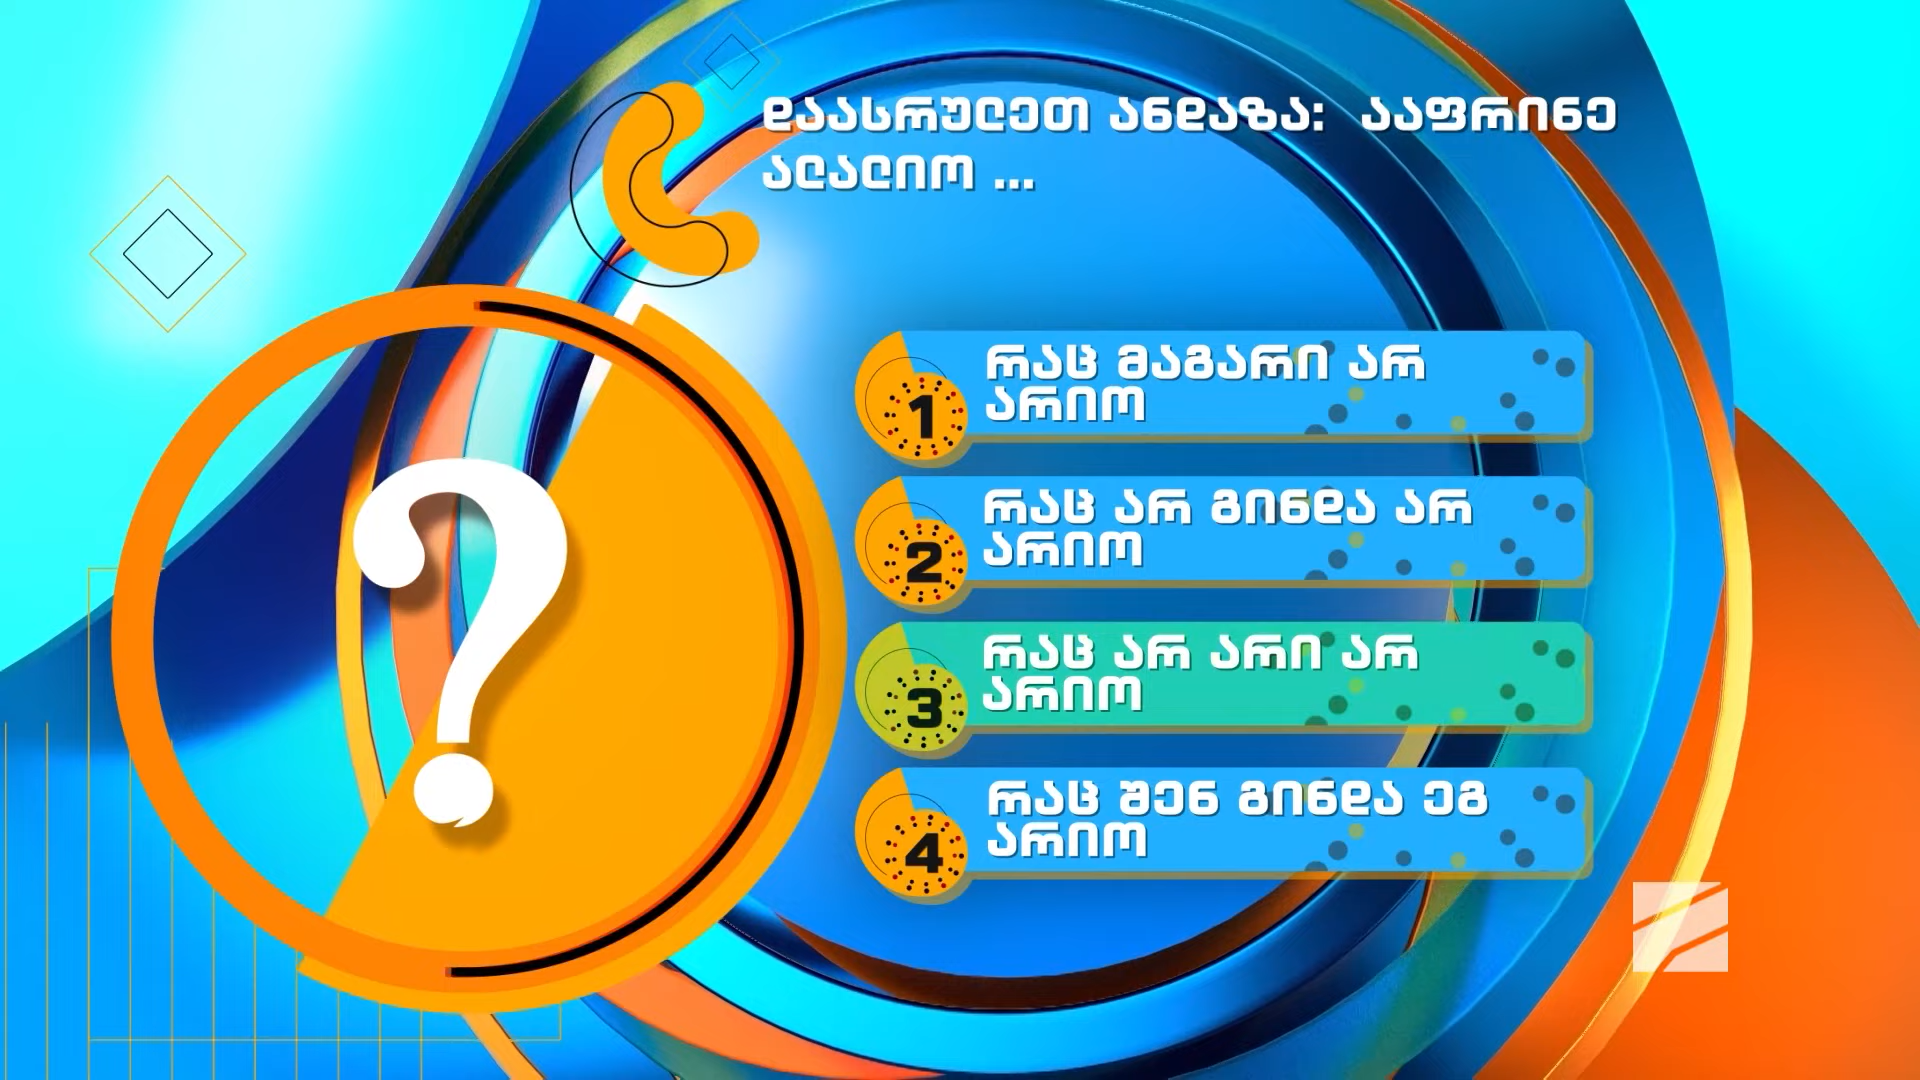 დაასრულეთ ანდაზა: ააფრინე
ალალიო ...
1
რაც მაგარი არ
არიო
2
რაც არ გინდა არ
არიო
3
რაც არ არი არ
არიო
4
რაც შენ გინდა ეგ
არიო